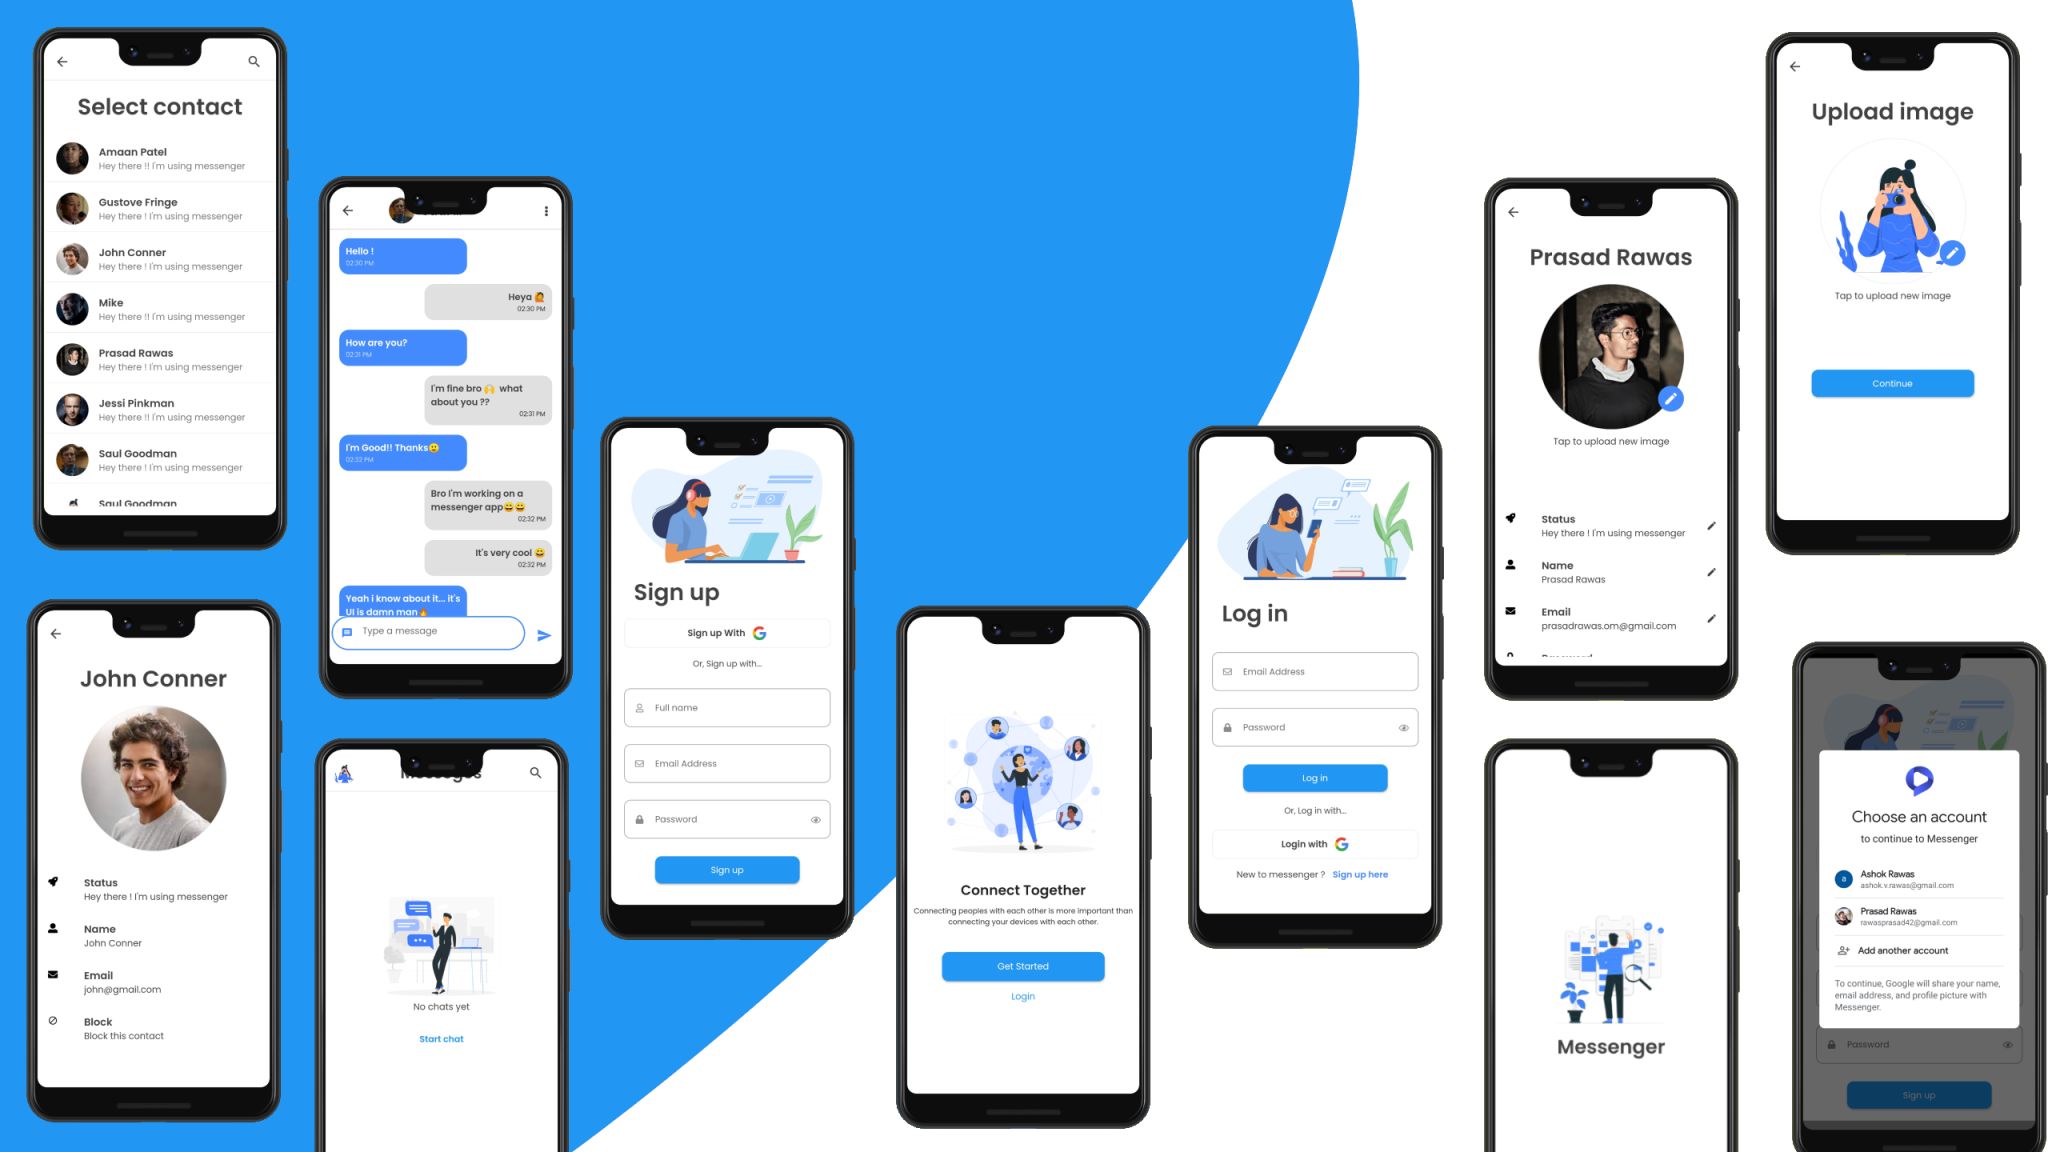 Select contact
Amaan Patel
Hey there !! I'm using messenger
Gustove Fringe
Hey there ! I'm using messenger
John Conner
Hey there ! I'm using messenger
Mike
Hey there !! I'm using messenger
Prasad Rawas
Hey there ! I'm using messenger
Jessi Pinkman
Hey there !! I'm using messenger
Saul Goodman
Hey there ! I'm using messenger
Saul Goodman
John Conner
Status
Hey there ! I'm using messenger
Name
John Conner
Email
john@gmail.com
Block
Block this contact
Hello !
02:30 PM
Heya 🙋
02:30 PM
How are you?
02:31 PM
I'm fine bro 🙌 what
about you ??
02:31 PM
I'm Good!! Thanks🙂
02:32 PM
Bro I'm working on a
messenger app😄😄
02:32 PM
It's very cool 😀
02:32 PM
Yeah i know about it... it's
UI is damn man🔥
Type a message
Messages
No chats yet
Start chat
Sign up
Sign up With G
Or, Sign up with...
Full name
Email Address
Password
Sign up
Connect Together
Connecting peoples with each other is more important than
connecting your devices with each other.
Get Started
Login
Log in
Email Address
Password
Log in
Or, Log in with...
Login with G
New to messenger ? Sign up here
Prasad Rawas
Tap to upload new image
Status
Hey there ! I'm using messenger
Name
Prasad Rawas
Email
prasadrawas.om@gmail.com
Messenger
Upload image
Tap to upload new image
Continue
Choose an account
to continue to Messenger
a
Ashok Rawas
ashok.v.rawas@gmail.com
Prasad Rawas
rawasprasad42@gmail.com
Add another account
To continue, Google will share your name,
email address, and profile picture with
Messenger.
Password
Sign up